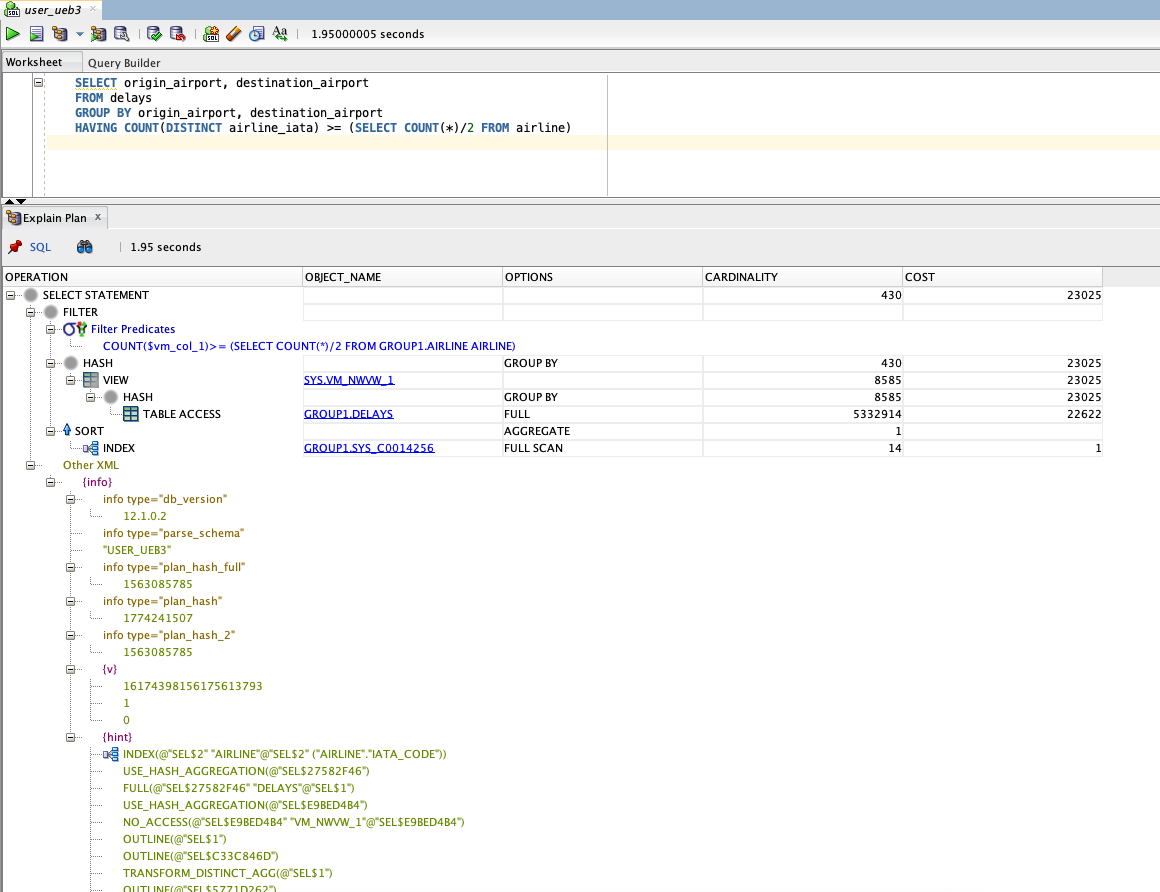 user_ueb3
1.95000005 seconds
Worksheet Query Builder
SELECT origin_airport, destination_airport
FROM delays
GROUP BY origin_airport, destination_airport
HAVING COUNT(DISTINCT airline_iata) >= (SELECT COUNT(*)/2 FROM airline)
Explain Plan x
SQL 1.95 seconds
OPERATION OBJECT_NAME OPTIONS CARDINALITY COST
SELECT STATEMENT 430 23025
FILTER
Filter Predicates
COUNT($vm_col_1)>= (SELECT COUNT(*)/2 FROM GROUP1.AIRLINE AIRLINE)
HASH GROUP BY 430 23025
VIEW SYS.VM_NWVW_1 8585 23025
HASH GROUP BY 8585 23025
TABLE ACCESS GROUP1.DELAYS FULL 5332914 22622
SORT AGGREGATE 1
INDEX GROUP1.SYS_C0014256 FULL SCAN 14 1
Other XML
{info}
info type="db_version"
12.1.0.2
info type="parse_schema"
"USER_UEB3"
info type="plan_hash_full"
1563085785
info type="plan_hash"
1774241507
info type="plan_hash_2"
1563085785
{v}
16174398156175613793
1
0
{hint}
INDEX(@"SEL$2" "AIRLINE"@"SEL$2" ("AIRLINE"."IATA_CODE"))
USE_HASH_AGGREGATION(@"SEL$27582F46")
FULL(@"SEL$27582F46" "DELAYS"@"SEL$1")
USE_HASH_AGGREGATION(@"SEL$E9BED4B4")
NO_ACCESS(@"SEL$E9BED4B4" "VM_NWVW_1"@"SEL$E9BED4B4")
OUTLINE(@"SEL$1")
OUTLINE(@"SEL$C33C846D")
TRANSFORM_DISTINCT_AGG(@"SEL$1")
OUTLINE(@"SEL$5771D262")